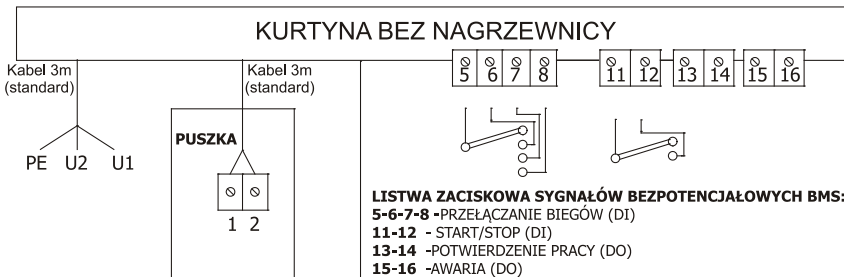 KURTYNA BEZ NAGRZEWNICY
5 6 7 8 11 12 13 14 15 16
Kabel 3m
(standard)
Kabel 3m
(standard)
PUSZKA
PE U2 U1
1 2
LISTWA ZACISKOWA SYGNAŁÓW BEZPOTENCJAŁOWYCH BMS:
5-6-7-8 -PRZEŁĄCZANIE BIEGÓW (DI)
11-12 - START/STOP (DI)
13-14 -POTWIERDZENIE PRACY (DO)
15-16 -AWARIA (DO)